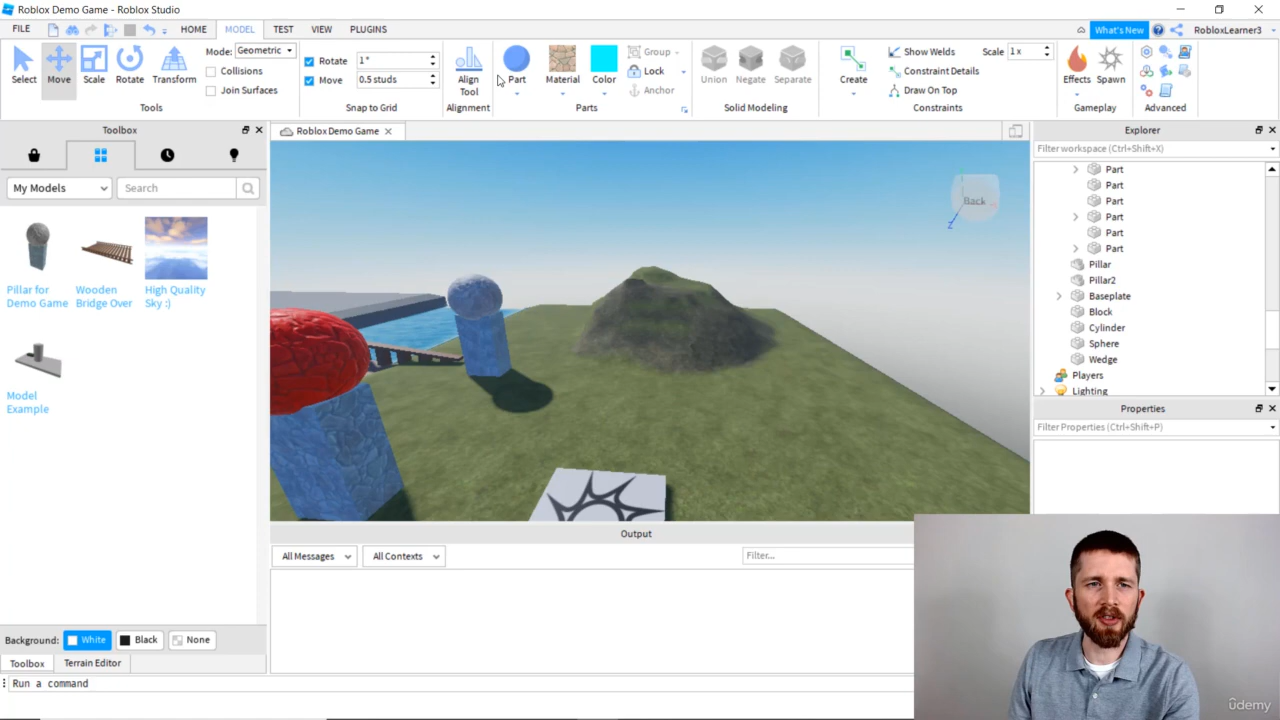 Roblox Demo Game - Roblox Studio
FILE HOME MODEL TEST VIEW PLUGINS What's New RobloxLearner3
Select Move Scale Rotate Transform
Mode: Geometric
Collisions
Join Surfaces
Tools
Rotate 1°
Move 0.5 studs
Snap to Grid
Align Tool
Alignment
Part Material Color
Group
Lock
Anchor
Parts
Union Negate Separate
Solid Modeling
Create
Show Welds Scale 1 x
Constraint Details
Draw On Top
Constraints
Effects Spawn
Gameplay
Advanced
Toolbox
My Models Search
Pillar for Demo Game
Wooden Bridge Over
High Quality Sky :)
Model Example
Background: White Black None
Toolbox Terrain Editor
Run a command
Roblox Demo Game
Back
Z
Output
All Messages All Contexts Filter...
Explorer
Filter workspace (Ctrl+Shift+X)
Part
Part
Part
Part
Part
Part
Pillar
Pillar2
Baseplate
Block
Cylinder
Sphere
Wedge
Players
Lighting
Properties
Filter Properties (Ctrl+Shift+P)
ûdemy